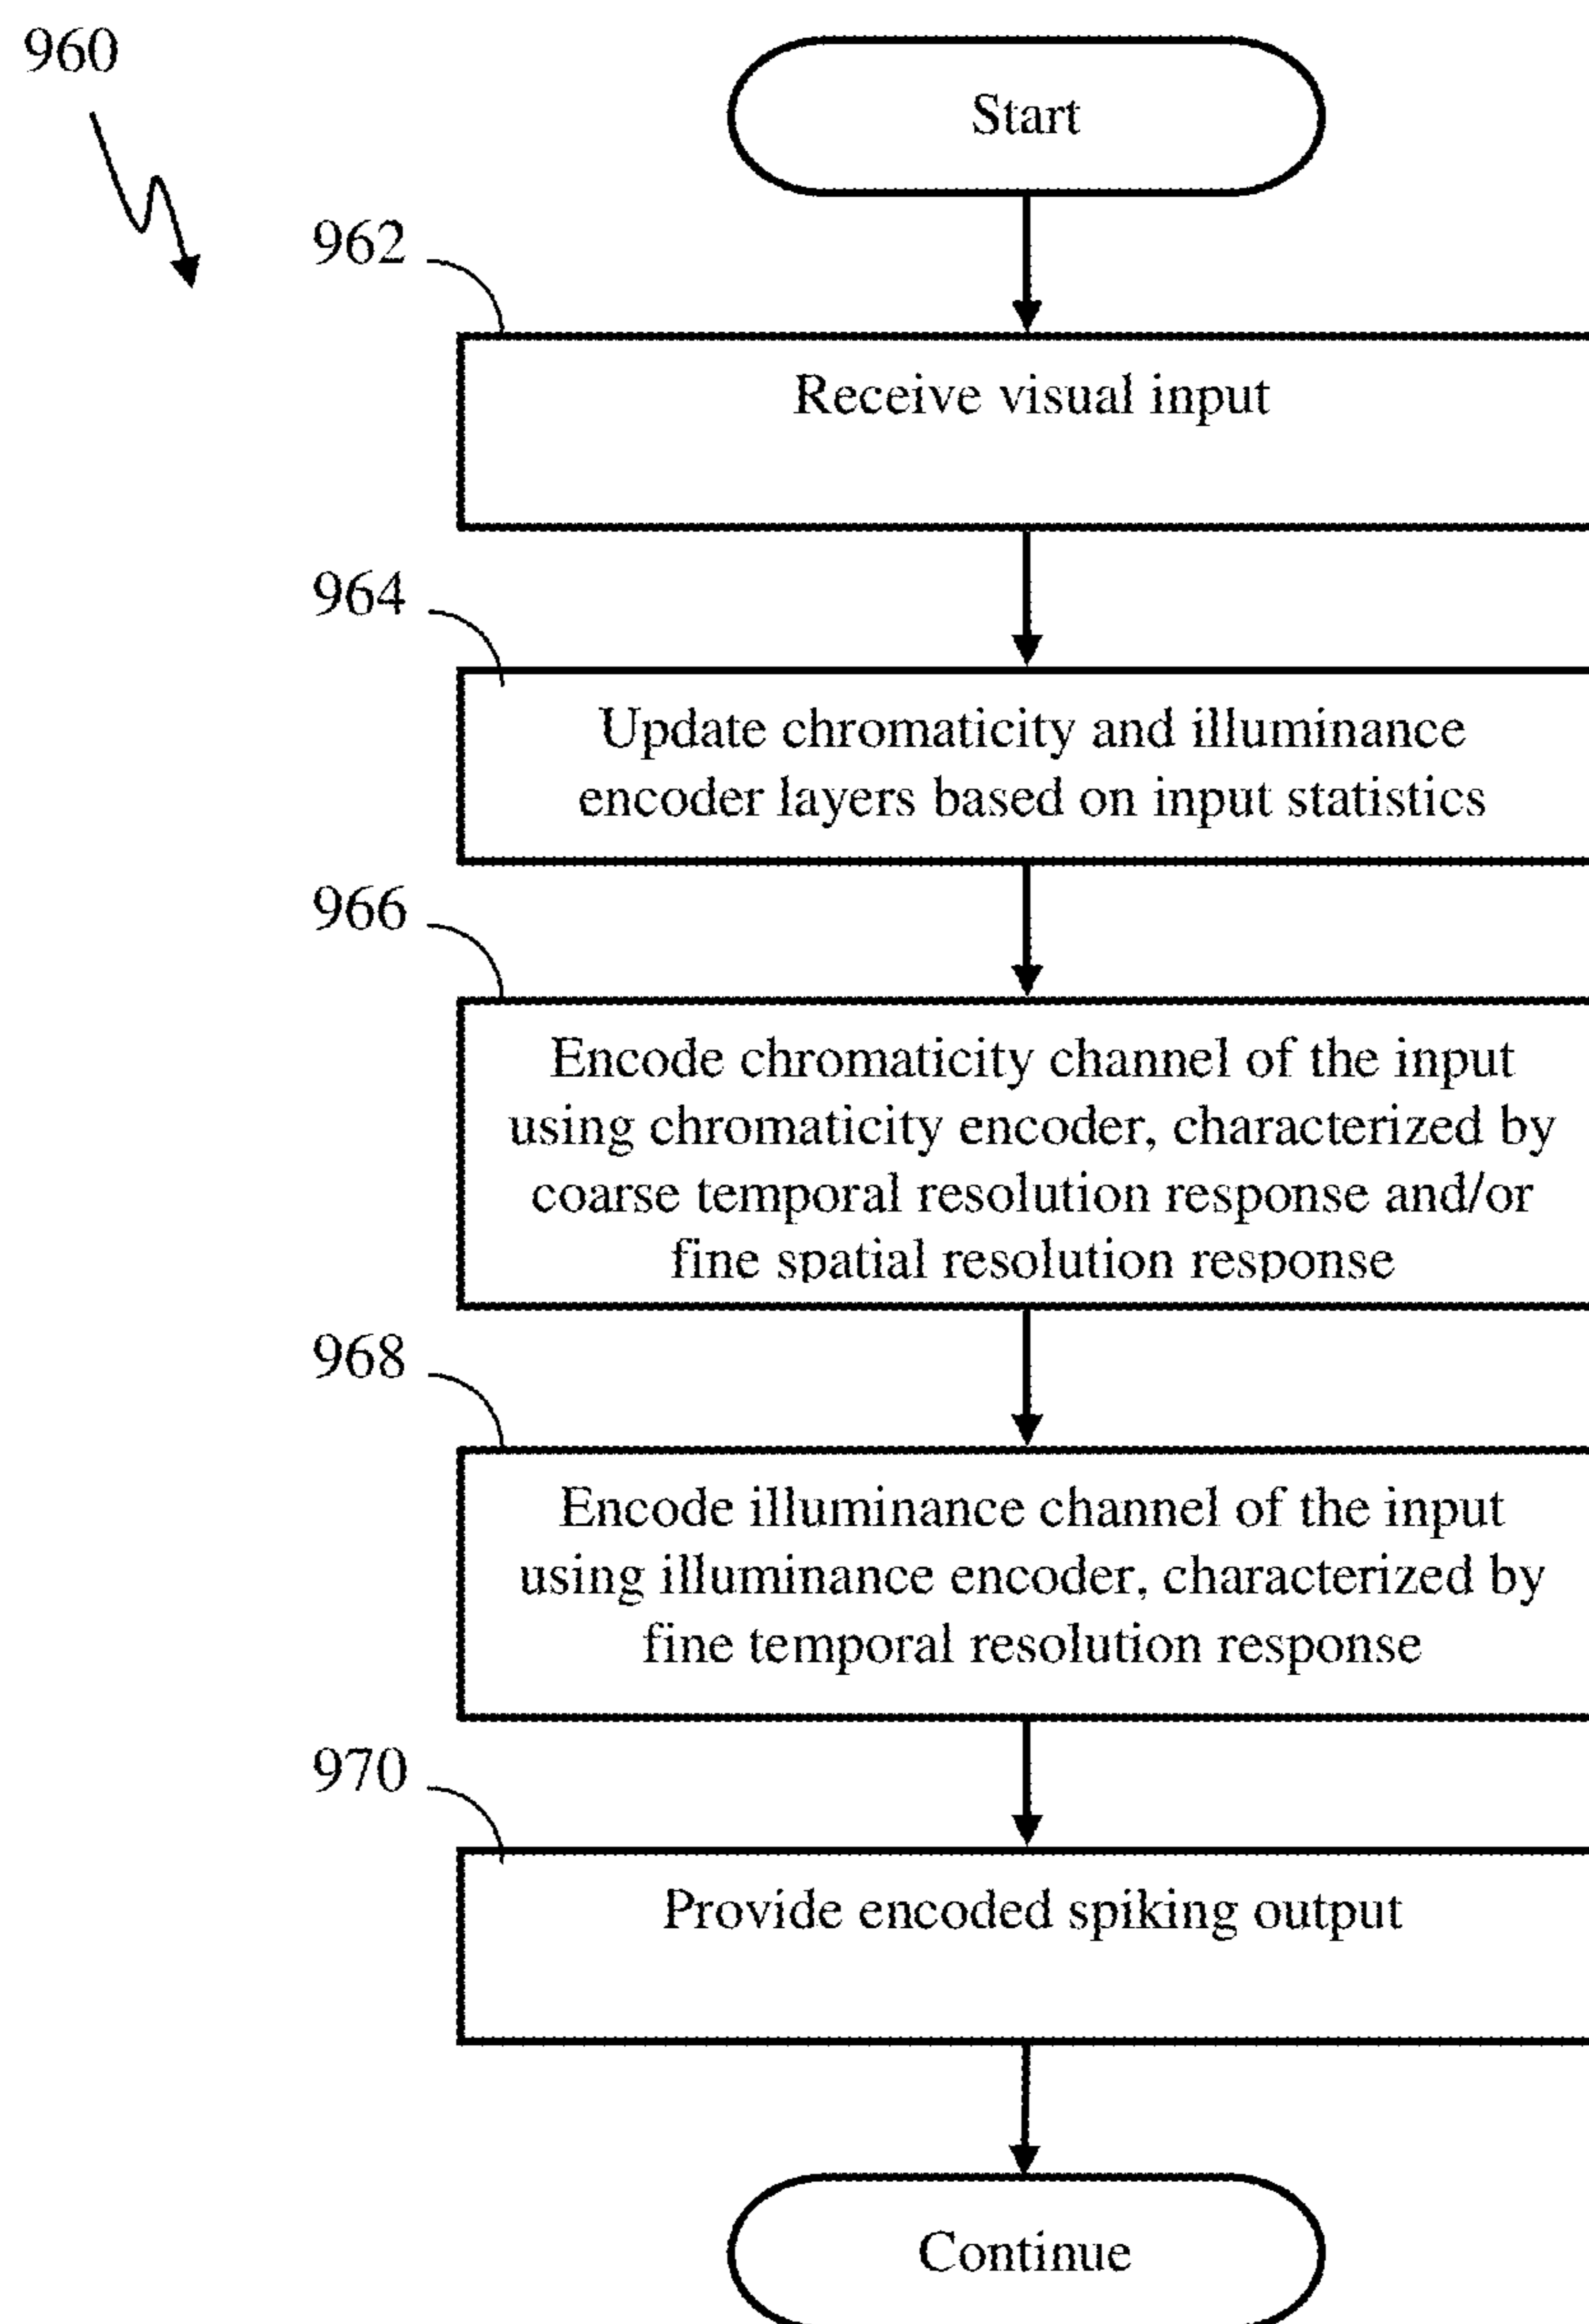 960
Start
962
Receive visual input
964
Update chromaticity and illuminance
encoder layers based on input statistics
966
Encode chromaticity channel of the input
using chromaticity encoder, characterized by
coarse temporal resolution response and/or
fine spatial resolution response
968
Encode illuminance channel of the input
using illuminance encoder, characterized by
fine temporal resolution response
970
Provide encoded spiking output
Continue